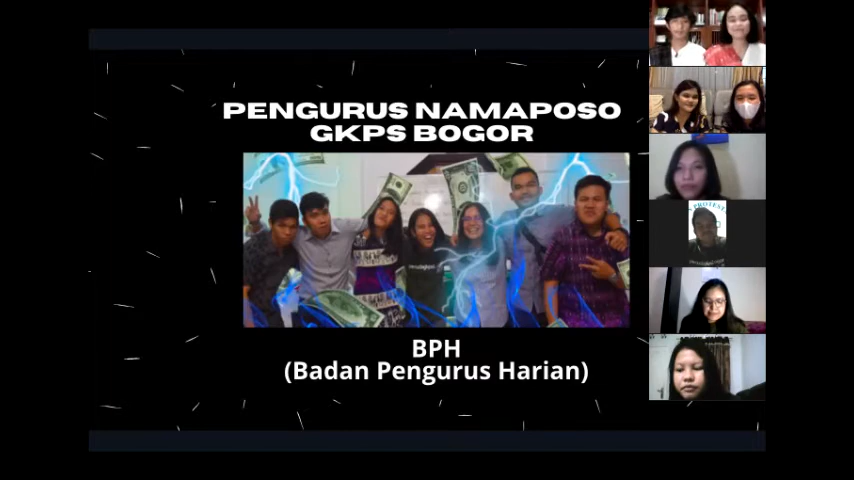 PENGURUS NAMAPOSO
GKPS BOGOR
BPH
(Badan Pengurus Harian)